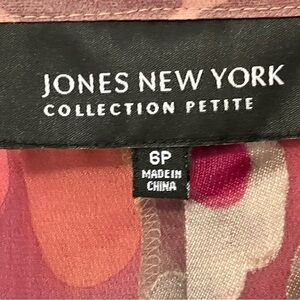 JONES NEW YORK
COLLECTION PETITE
6P
MADE IN
CHINA